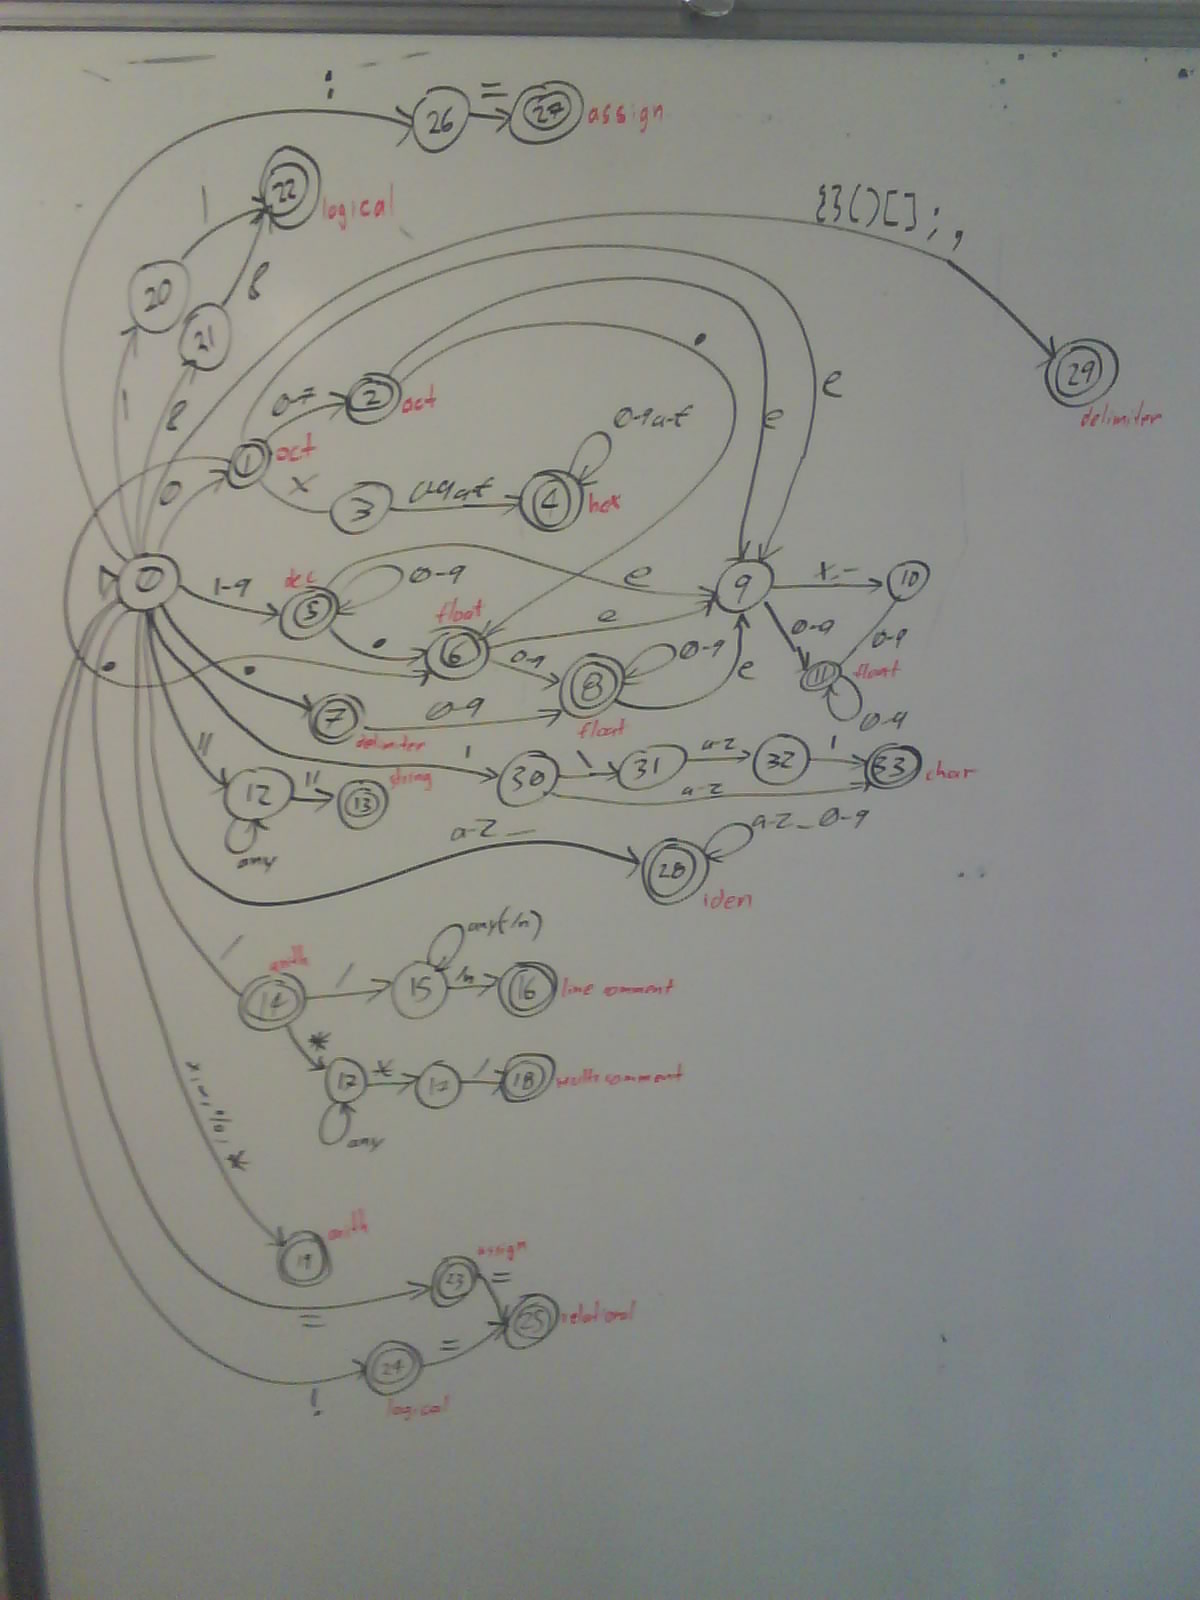 :
26 = 27 assign
22 logical
|
{}()[];,
20
21
&
29
delimiter
|
&
0-7 2 oct
.
e
e
1 oct
0-9a-f
0
x 3 0-9a-f 4 hex
0 1-9 dec
5 0-9
e 9 +,- 10
float
. 6 e 0-9 0-9
. . 0-9 8 0-9 11 float
e
7 0-9 float 0-9
delimiter
" ' 30 \ 31 a-z 32 ' 33 char
12 " 13 string a-z
any
a-z_ a-z_0-9
28
iden
any(-/n)
/ arith
14 / 15 /n 16 line comment
*
17 * 17 / 18 multi comment
any
+,-,%,*
arith
19
assign
23 =
= 25 relational
24 =
! logical